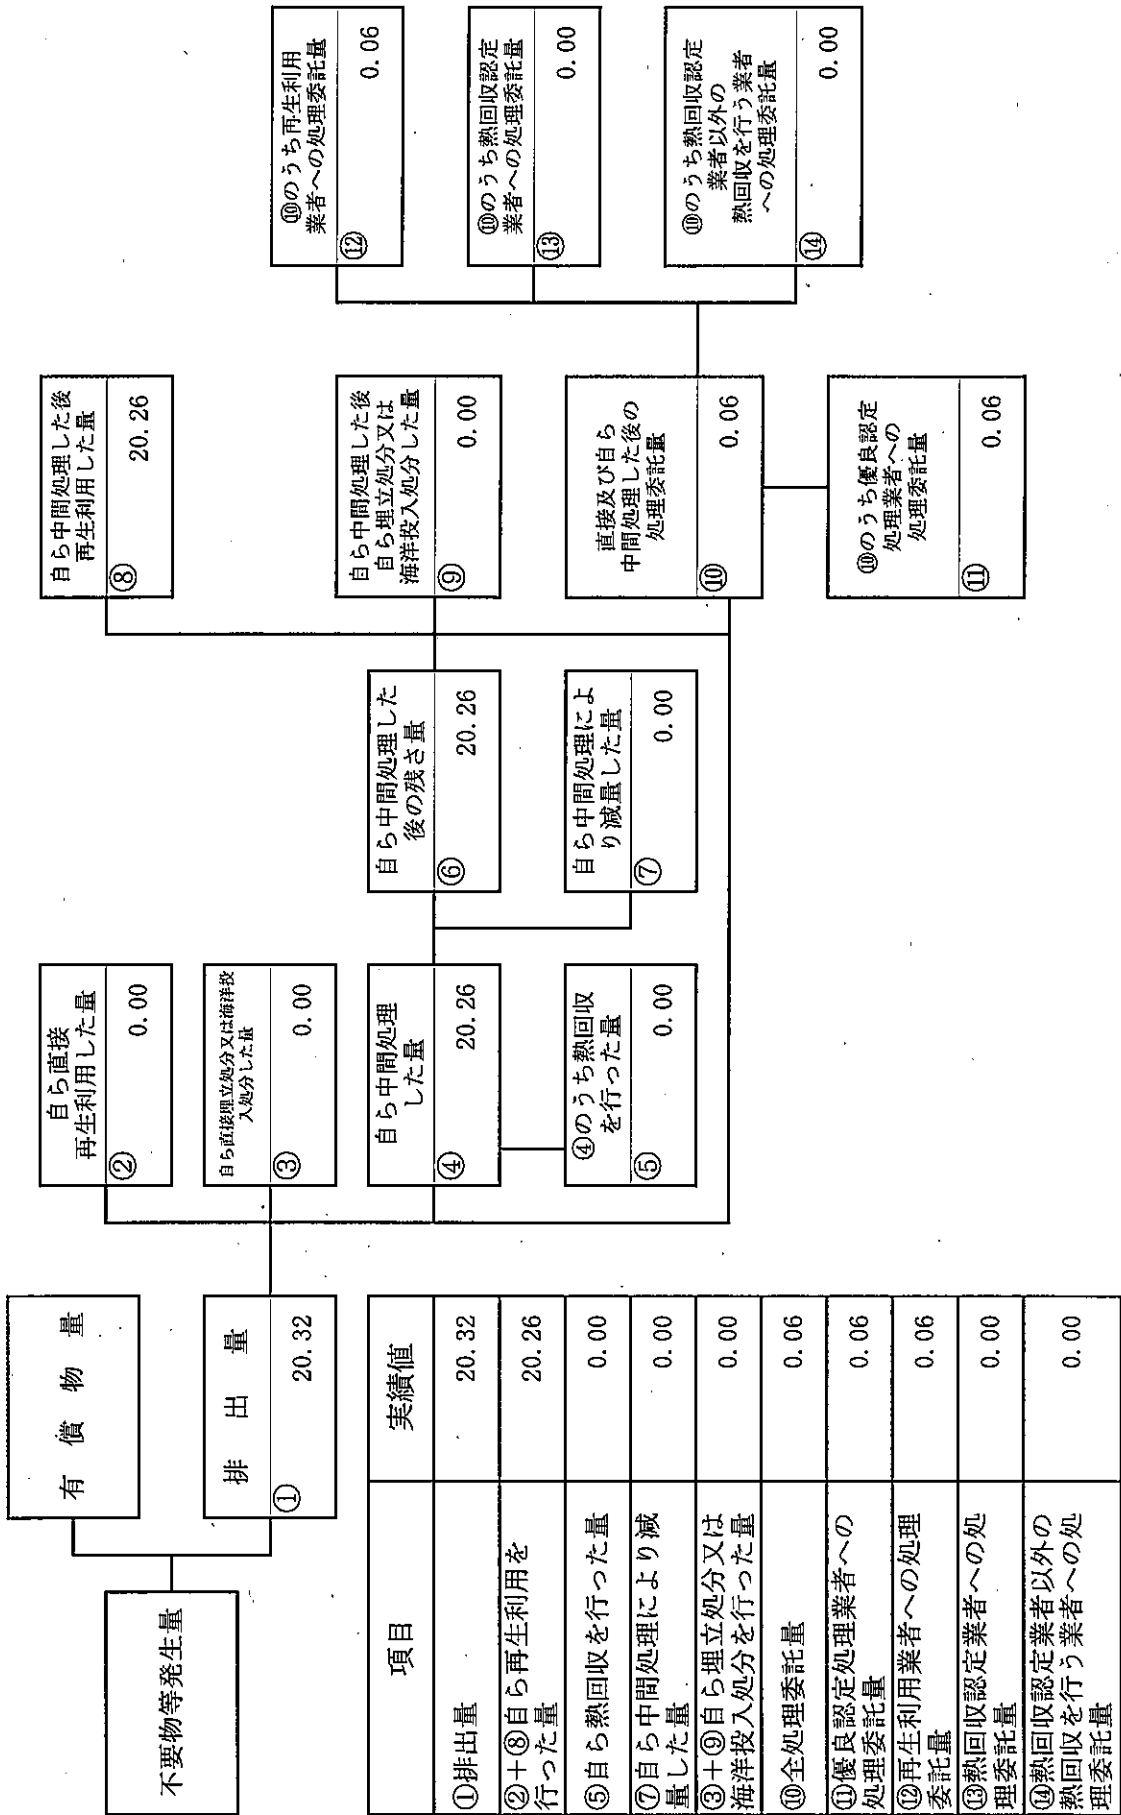 不要物等発生量
有償物量
排出量
①
20.32
自ら直接
再生利用した量
②
0.00
自ら直接埋立処分又は海洋投
入処分した量
③
0.00
自ら中間処理
した量
④
20.26
④のうち熱回収
を行った量
⑤
0.00
自ら中間処理した
後の残さ量
⑥
20.26
自ら中間処理によ
り減量した量
⑦
0.00
自ら中間処理した後
再生利用した量
⑧
20.26
自ら中間処理した後
自ら埋立処分又は
海洋投入処分した量
⑨
0.00
直接及び自ら
中間処理した後の
処理委託量
⑩
0.06
⑩のうち優良認定
処理業者への
処理委託量
⑪
0.06
⑩のうち再生利用
業者への処理委託量
⑫
0.06
⑩のうち熱回収認定
業者への処理委託量
⑬
0.00
⑩のうち熱回収認定
業者以外の
熱回収を行う業者
への処理委託量
⑭
0.00
項目 実績値
①排出量 20.32
②+⑧自ら再生利用を
行った量 20.26
⑤自ら熱回収を行った量 0.00
⑦自ら中間処理により減
量した量 0.00
③+⑨自ら埋立処分又は
海洋投入処分を行った量 0.00
⑩全処理委託量 0.06
⑪優良認定処理業者への
処理委託量 0.06
⑫再生利用業者への処理
委託量 0.06
⑬熱回収認定業者への処
理委託量 0.00
⑭熱回収認定業者以外の
熱回収を行う業者への処
理委託量 0.00